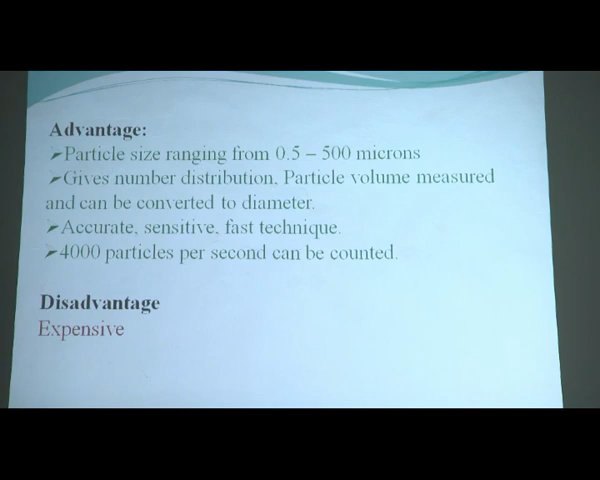 Advantage:
➢Particle size ranging from 0.5 – 500 microns
➢Gives number distribution, Particle volume measured
and can be converted to diameter.
➢Accurate, sensitive, fast technique.
➢4000 particles per second can be counted.
Disadvantage
Expensive